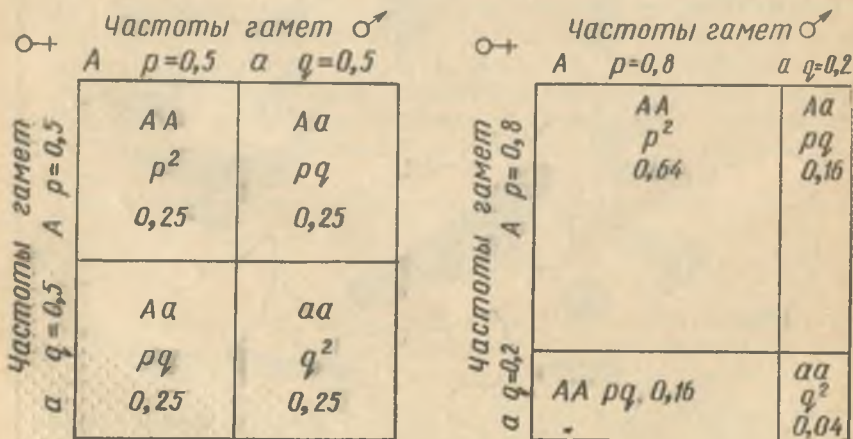 Частоты гамет ♂
♀
A p=0,5 a q=0,5
Частоты гамет
A p=0,5
a q=0,5
AA
p²
0,25
Aa
pq
0,25
Aa
pq
0,25
aa
q²
0,25
Частоты гамет ♂
♀
A p=0,8 a q=0,2
Частоты гамет
A p=0,8
a q=0,2
AA
p²
0,64
Aa
pq
0,16
AA pq, 0,16
aa
q²
0,04